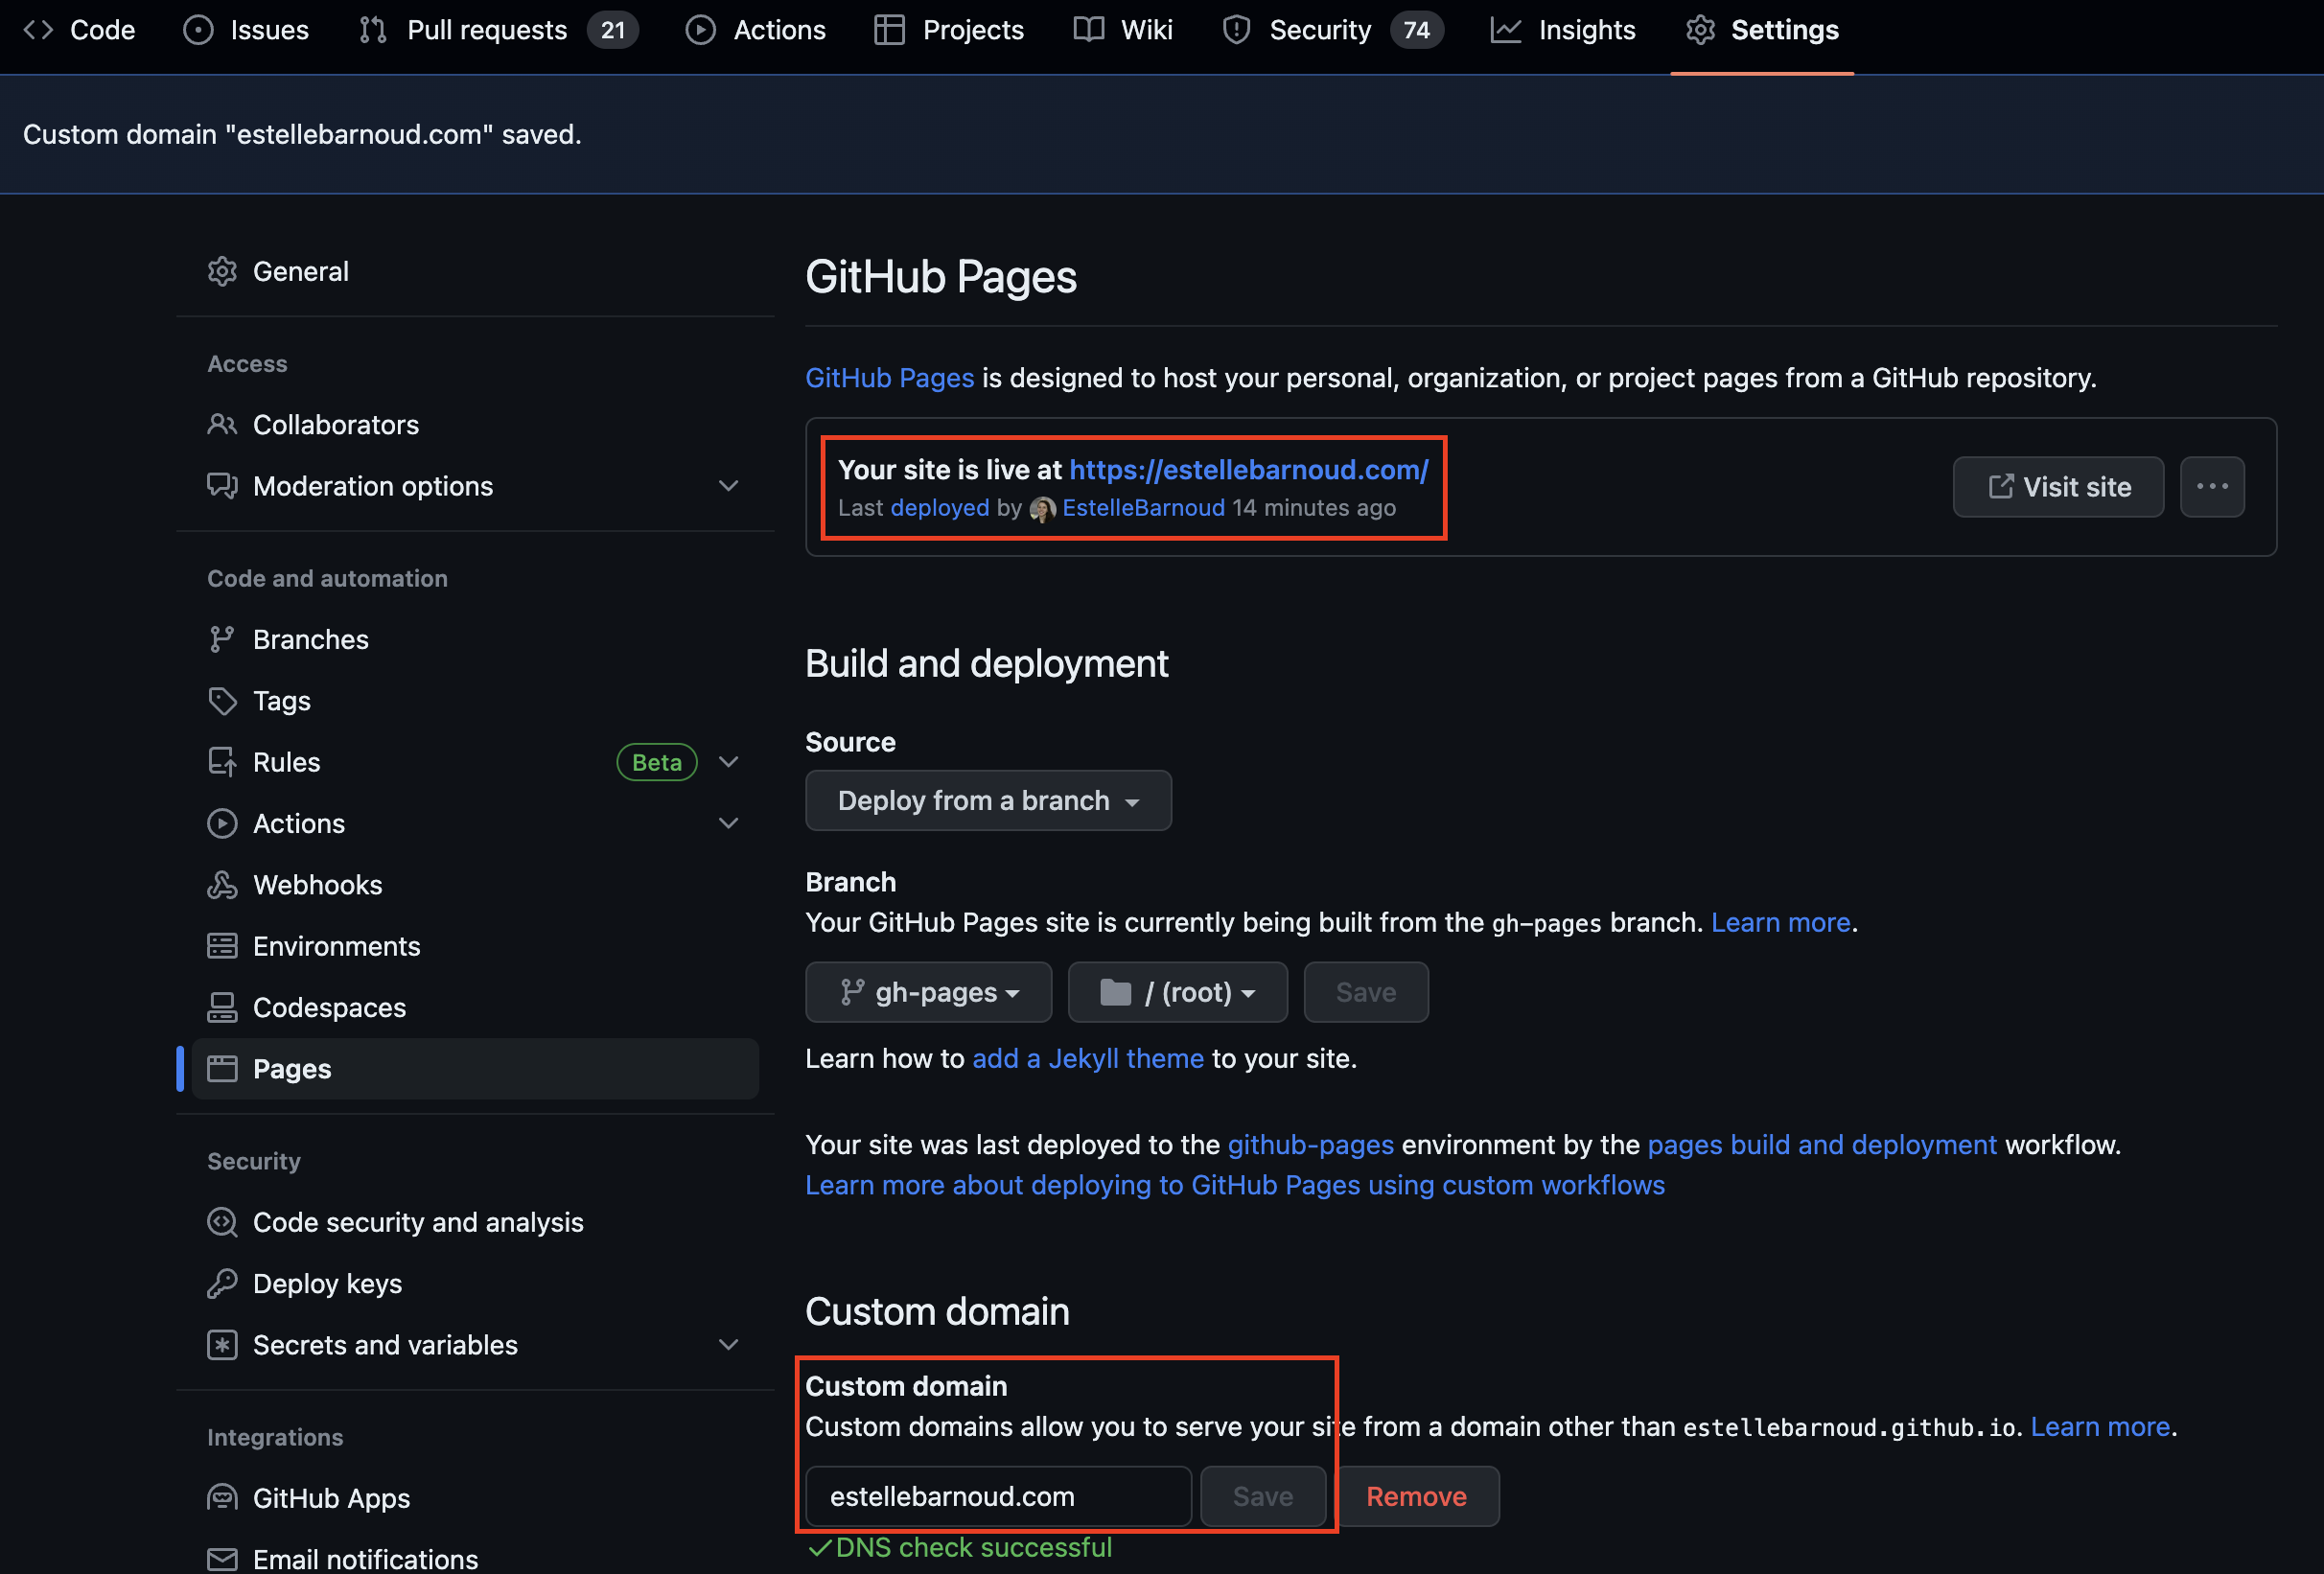 Code Issues Pull requests 21 Actions Projects Wiki Security 74 Insights Settings
Custom domain "estellebarnoud.com" saved.
General
Access
Collaborators
Moderation options
Code and automation
Branches
Tags
Rules Beta
Actions
Webhooks
Environments
Codespaces
Pages
Security
Code security and analysis
Deploy keys
Secrets and variables
Integrations
GitHub Apps
Email notifications
GitHub Pages
GitHub Pages is designed to host your personal, organization, or project pages from a GitHub repository.
Your site is live at https://estellebarnoud.com/
Last deployed by EstelleBarnoud 14 minutes ago
Visit site
Build and deployment
Source
Deploy from a branch
Branch
Your GitHub Pages site is currently being built from the gh-pages branch. Learn more.
gh-pages / (root) Save
Learn how to add a Jekyll theme to your site.
Your site was last deployed to the github-pages environment by the pages build and deployment workflow.
Learn more about deploying to GitHub Pages using custom workflows
Custom domain
Custom domain
Custom domains allow you to serve your site from a domain other than estellebarnoud.github.io. Learn more.
estellebarnoud.com Save Remove
DNS check successful